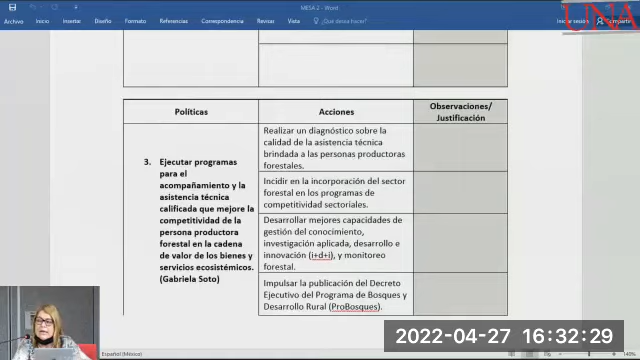 MESA 2 - Word
Archivo Inicio Insertar Diseño Formato Referencias Correspondencia Revisar Vista ¿Qué desea hacer? Iniciar sesión Compartir
UNA
Políticas Acciones Observaciones/
Justificación
3. Ejecutar programas
para el
acompañamiento y la
asistencia técnica
calificada que mejore la
competitividad de la
persona productora
forestal en la cadena
de valor de los bienes y
servicios ecosistémicos.
(Gabriela Soto)
Realizar un diagnóstico sobre la
calidad de la asistencia técnica
brindada a las personas productoras
forestales.
Incidir en la incorporación del sector
forestal en los programas de
competitividad sectoriales.
Desarrollar mejores capacidades de
gestión del conocimiento,
investigación aplicada, desarrollo e
innovación (i+d+i), y monitoreo
forestal.
Impulsar la publicación del Decreto
Ejecutivo del Programa de Bosques y
Desarrollo Rural (ProBosques).
2022-04-27 16:32:29
Español (México)
140%